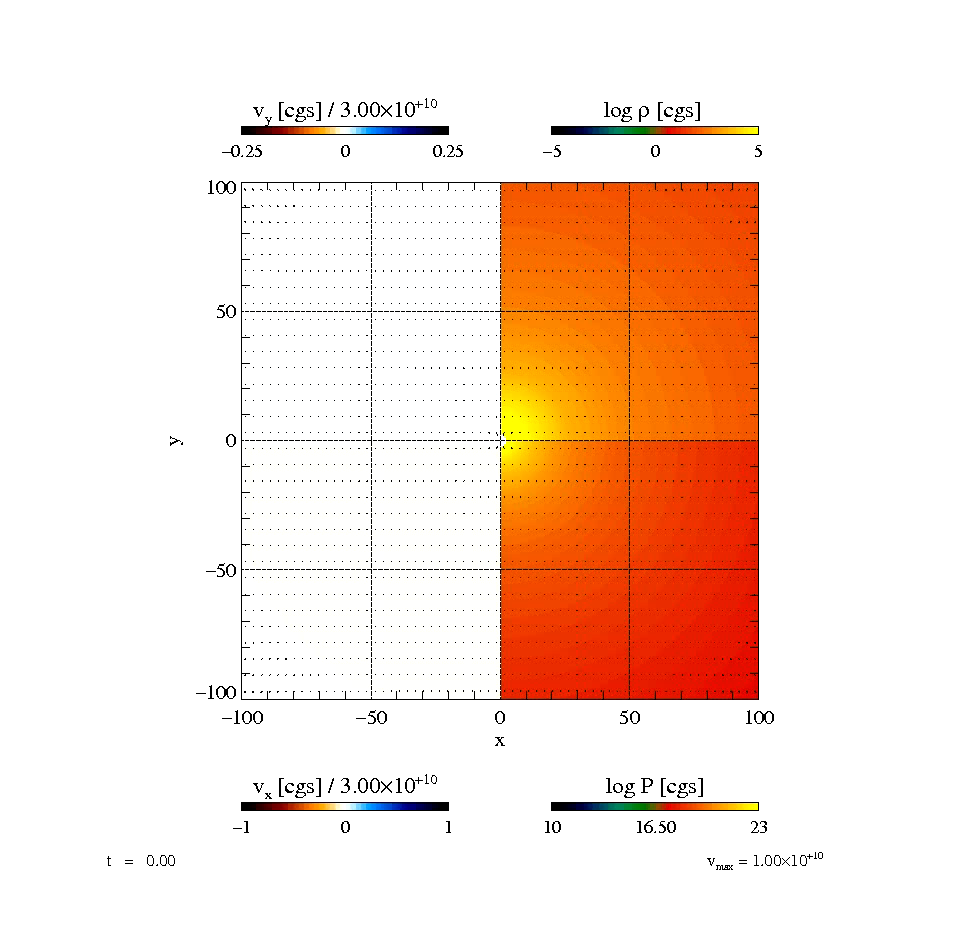 v_y [cgs] / 3.00×10^+10 log ρ [cgs]
−0.25 0 0.25 −5 0 5
100
50
y 0
−50
−100
−100 −50 0 50 100
x
v_x [cgs] / 3.00×10^+10 log P [cgs]
−1 0 1 10 16.50 23
t = 0.00 v_max = 1.00×10^+10